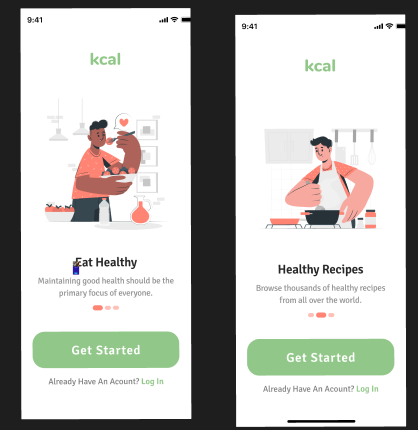 9:41
kcal
Eat Healthy
Maintaining good health should be the
primary focus of everyone.
Get Started
Already Have An Acount? Log In
9:41
kcal
Healthy Recipes
Browse thousands of healthy recipes
from all over the world.
Get Started
Already Have An Acount? Log In